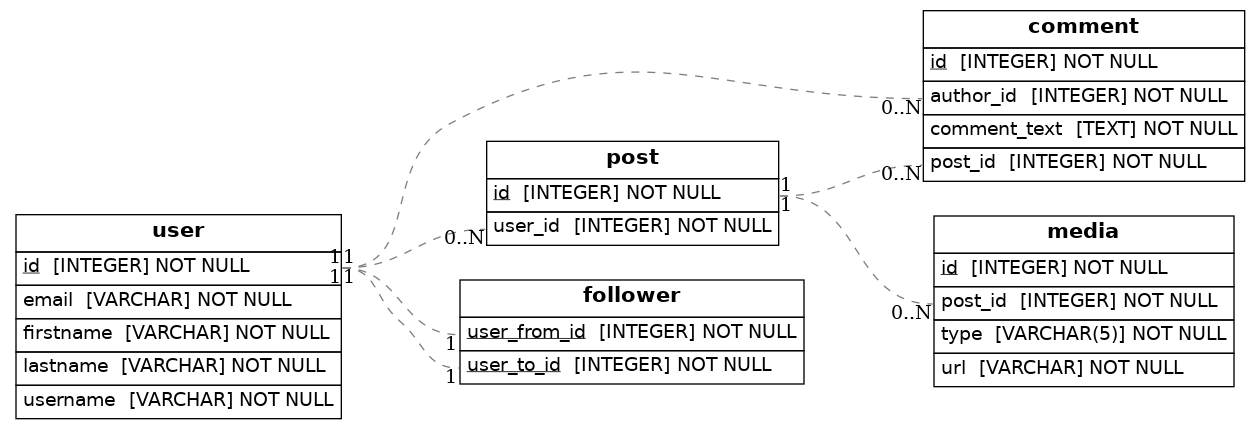 user
id [INTEGER] NOT NULL
email [VARCHAR] NOT NULL
firstname [VARCHAR] NOT NULL
lastname [VARCHAR] NOT NULL
username [VARCHAR] NOT NULL
11
11
post
id [INTEGER] NOT NULL
user_id [INTEGER] NOT NULL
0..N
1
1
follower
user_from_id [INTEGER] NOT NULL
user_to_id [INTEGER] NOT NULL
1
1
comment
id [INTEGER] NOT NULL
author_id [INTEGER] NOT NULL
comment_text [TEXT] NOT NULL
post_id [INTEGER] NOT NULL
0..N
0..N
media
id [INTEGER] NOT NULL
post_id [INTEGER] NOT NULL
type [VARCHAR(5)] NOT NULL
url [VARCHAR] NOT NULL
0..N